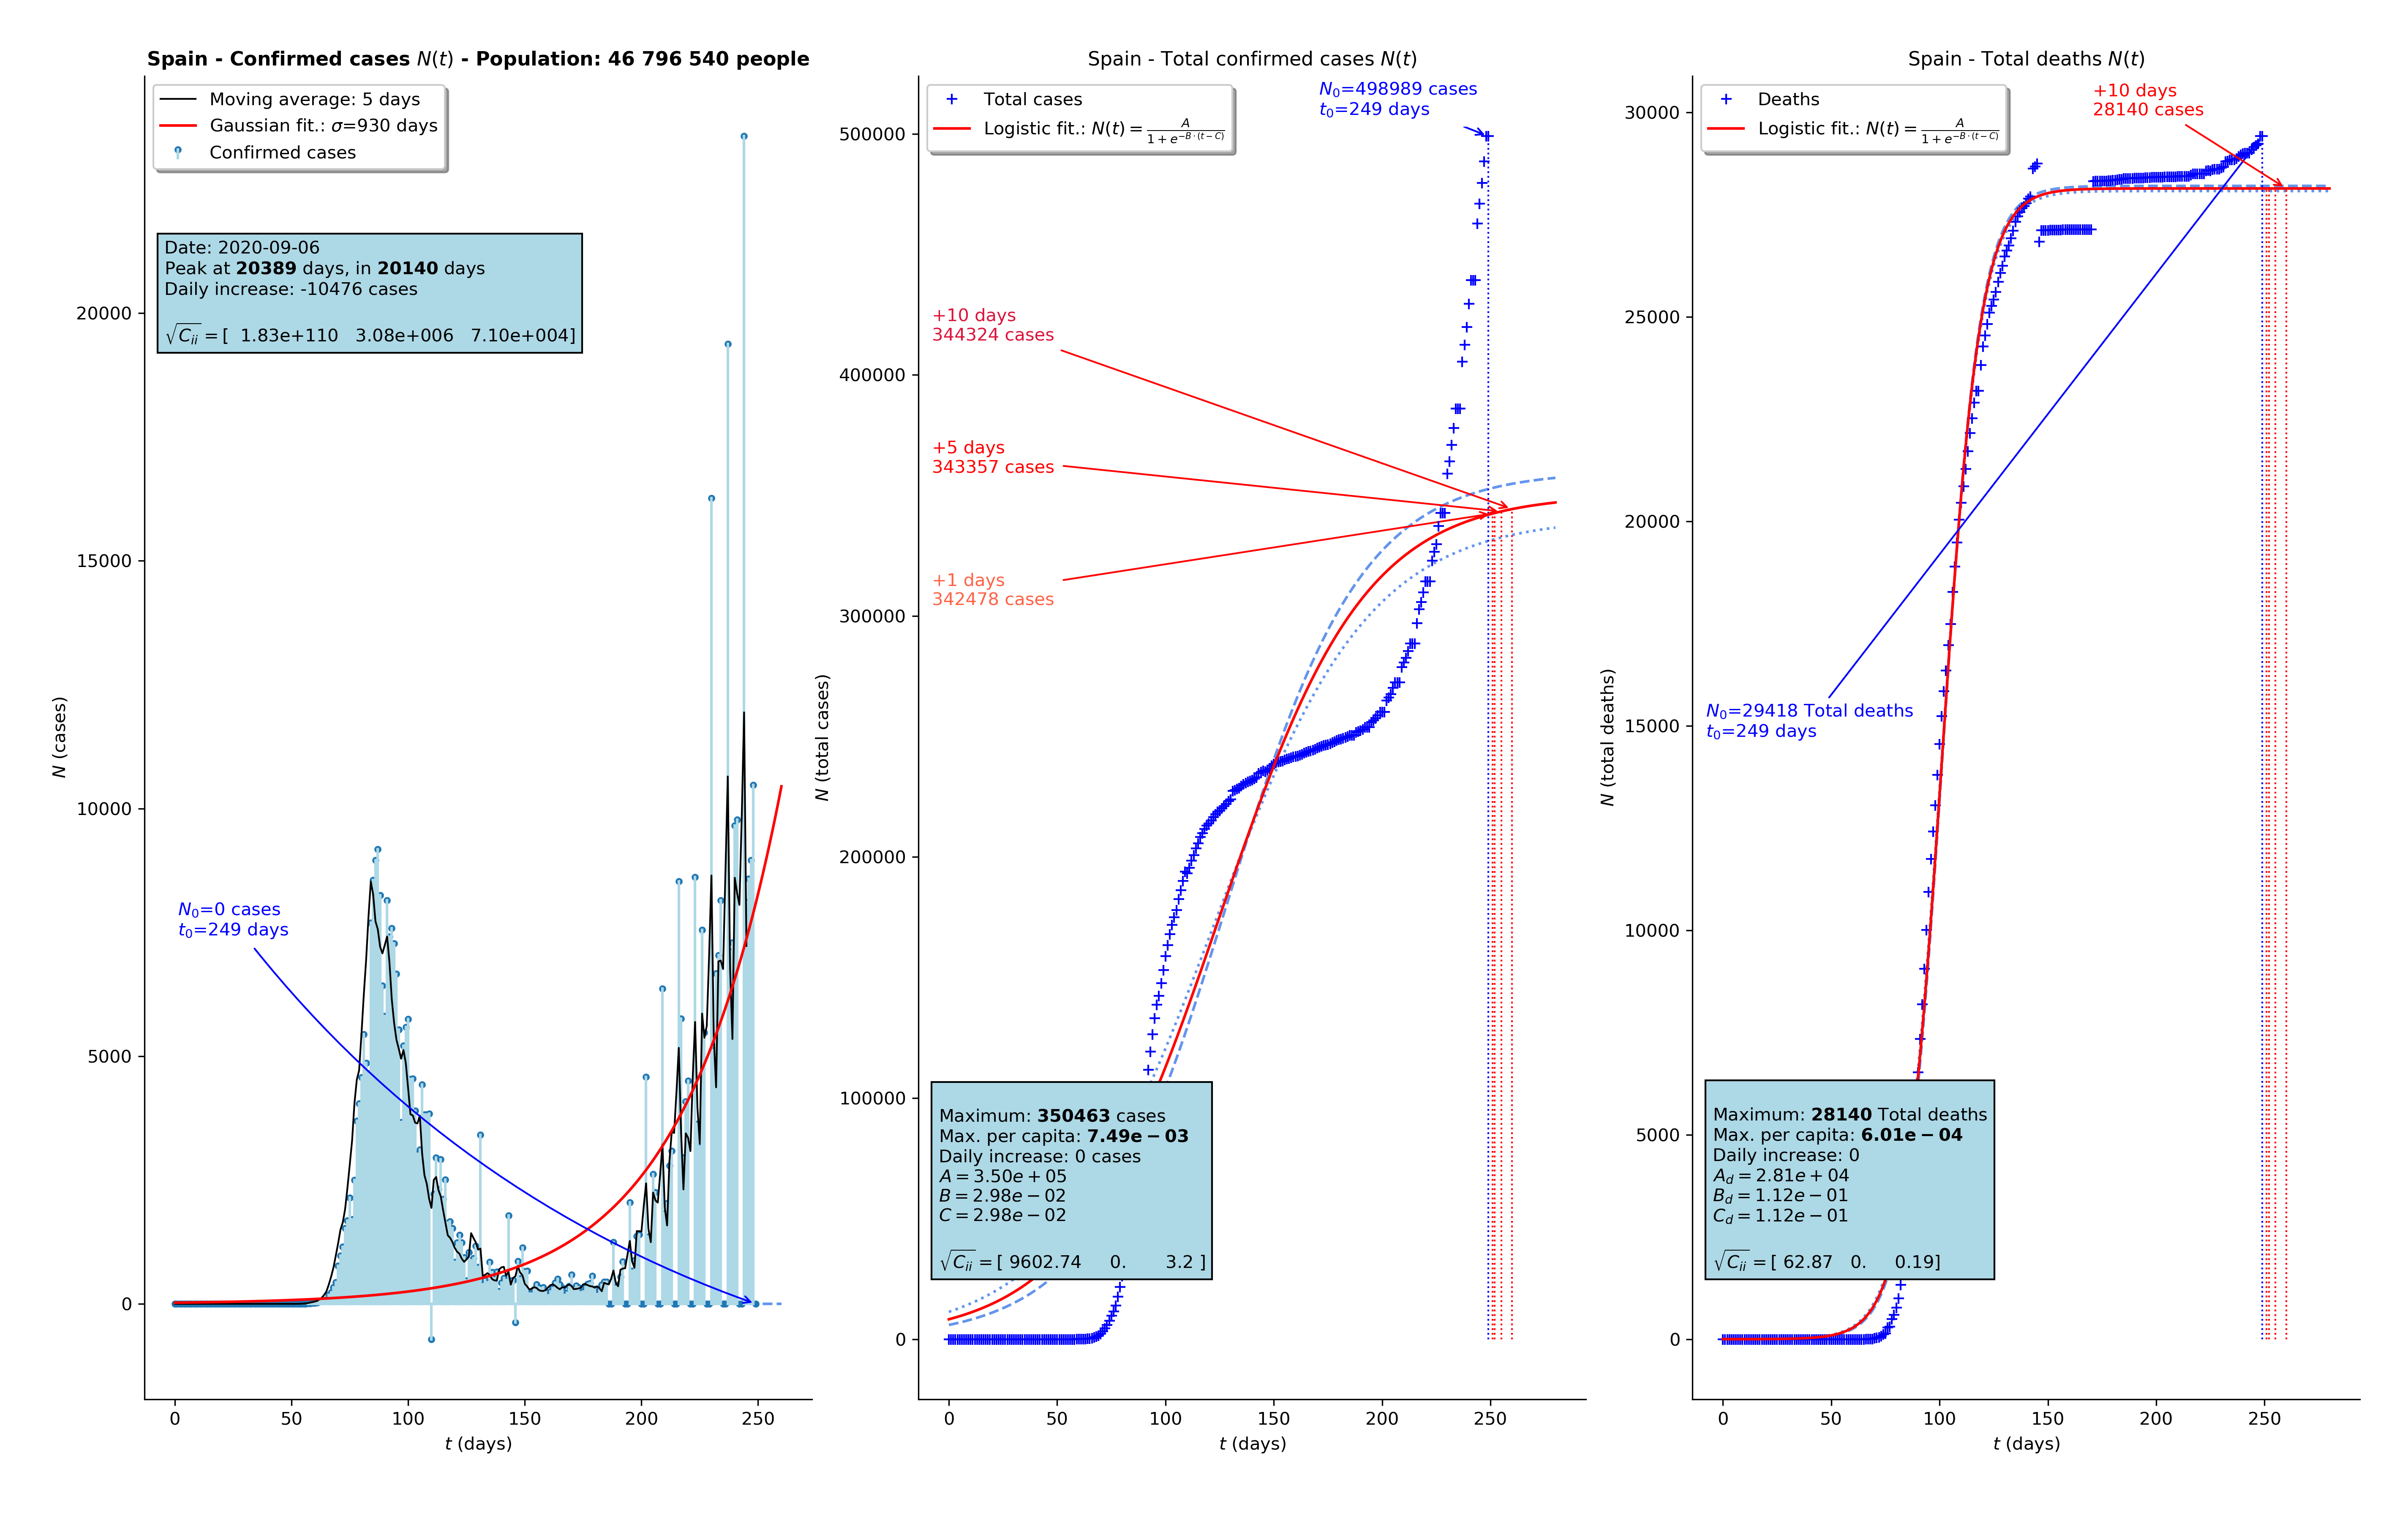 Spain - Confirmed cases N(t) - Population: 46 796 540 people
Moving average: 5 days
Gaussian fit.: σ=930 days
Confirmed cases
Date: 2020-09-06
Peak at 20389 days, in 20140 days
Daily increase: -10476 cases
√C_ii = [ 1.83e+110 3.08e+006 7.10e+004]
N_0=0 cases
t_0=249 days
N (cases)
20000
15000
10000
5000
0
0 50 100 150 200 250
t (days)
Spain - Total confirmed cases N(t)
Total cases
Logistic fit.: N(t) = A / (1 + e^{-B·(t-C)})
N_0=498989 cases
t_0=249 days
+10 days
344324 cases
+5 days
343357 cases
+1 days
342478 cases
Maximum: 350463 cases
Max. per capita: 7.49e − 03
Daily increase: 0 cases
A = 3.50e + 05
B = 2.98e − 02
C = 2.98e − 02
√C_ii = [ 9602.74 0. 3.2 ]
N (total cases)
500000
400000
300000
200000
100000
0
0 50 100 150 200 250
t (days)
Spain - Total deaths N(t)
Deaths
Logistic fit.: N(t) = A / (1 + e^{-B·(t-C)})
+10 days
28140 cases
N_0=29418 Total deaths
t_0=249 days
Maximum: 28140 Total deaths
Max. per capita: 6.01e − 04
Daily increase: 0
A_d = 2.81e + 04
B_d = 1.12e − 01
C_d = 1.12e − 01
√C_ii = [ 62.87 0. 0.19]
N (total deaths)
30000
25000
20000
15000
10000
5000
0
0 50 100 150 200 250
t (days)